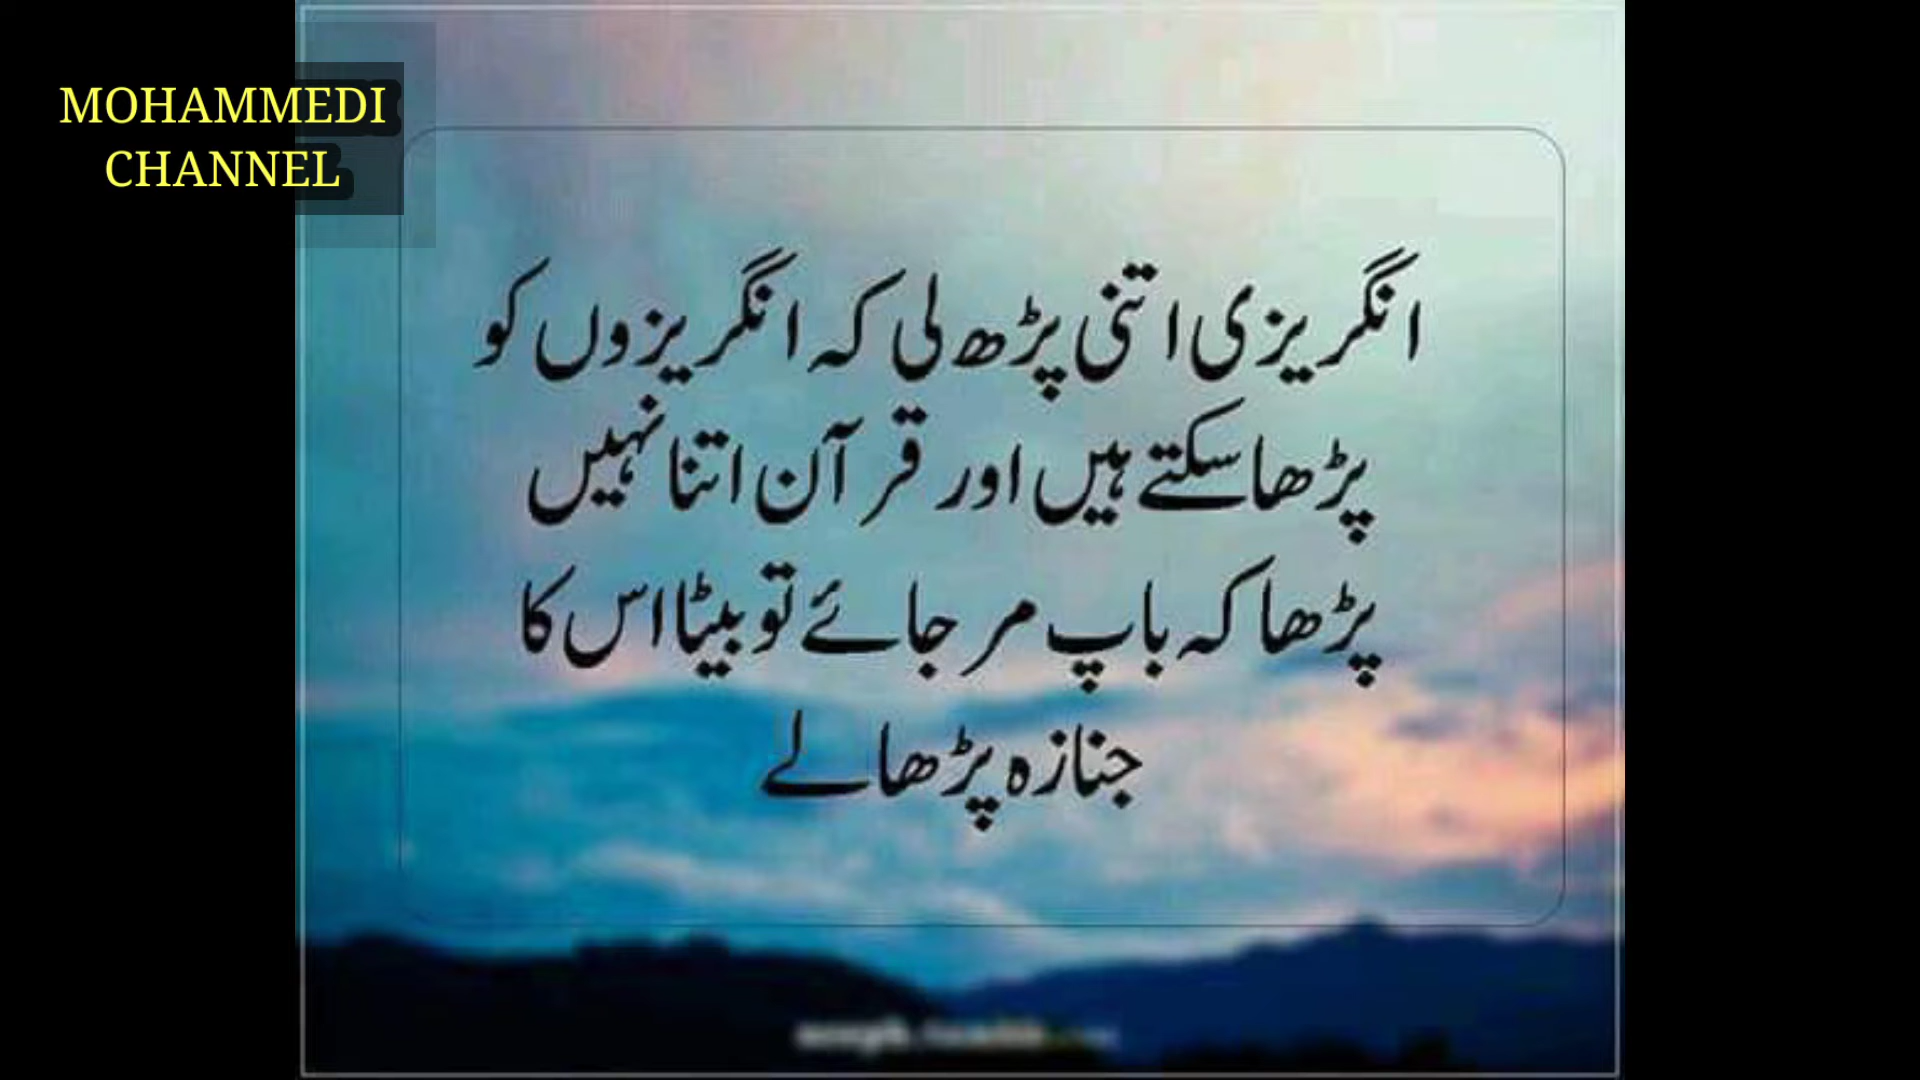 MOHAMMEDI
CHANNEL
انگریزی اتنی پڑھ لی کہ انگریزوں کو
پڑھا سکتے ہیں اور قرآن اتنا نہیں
پڑھا کہ باپ مر جائے تو بیٹا اس کا
جنازہ پڑھا لے